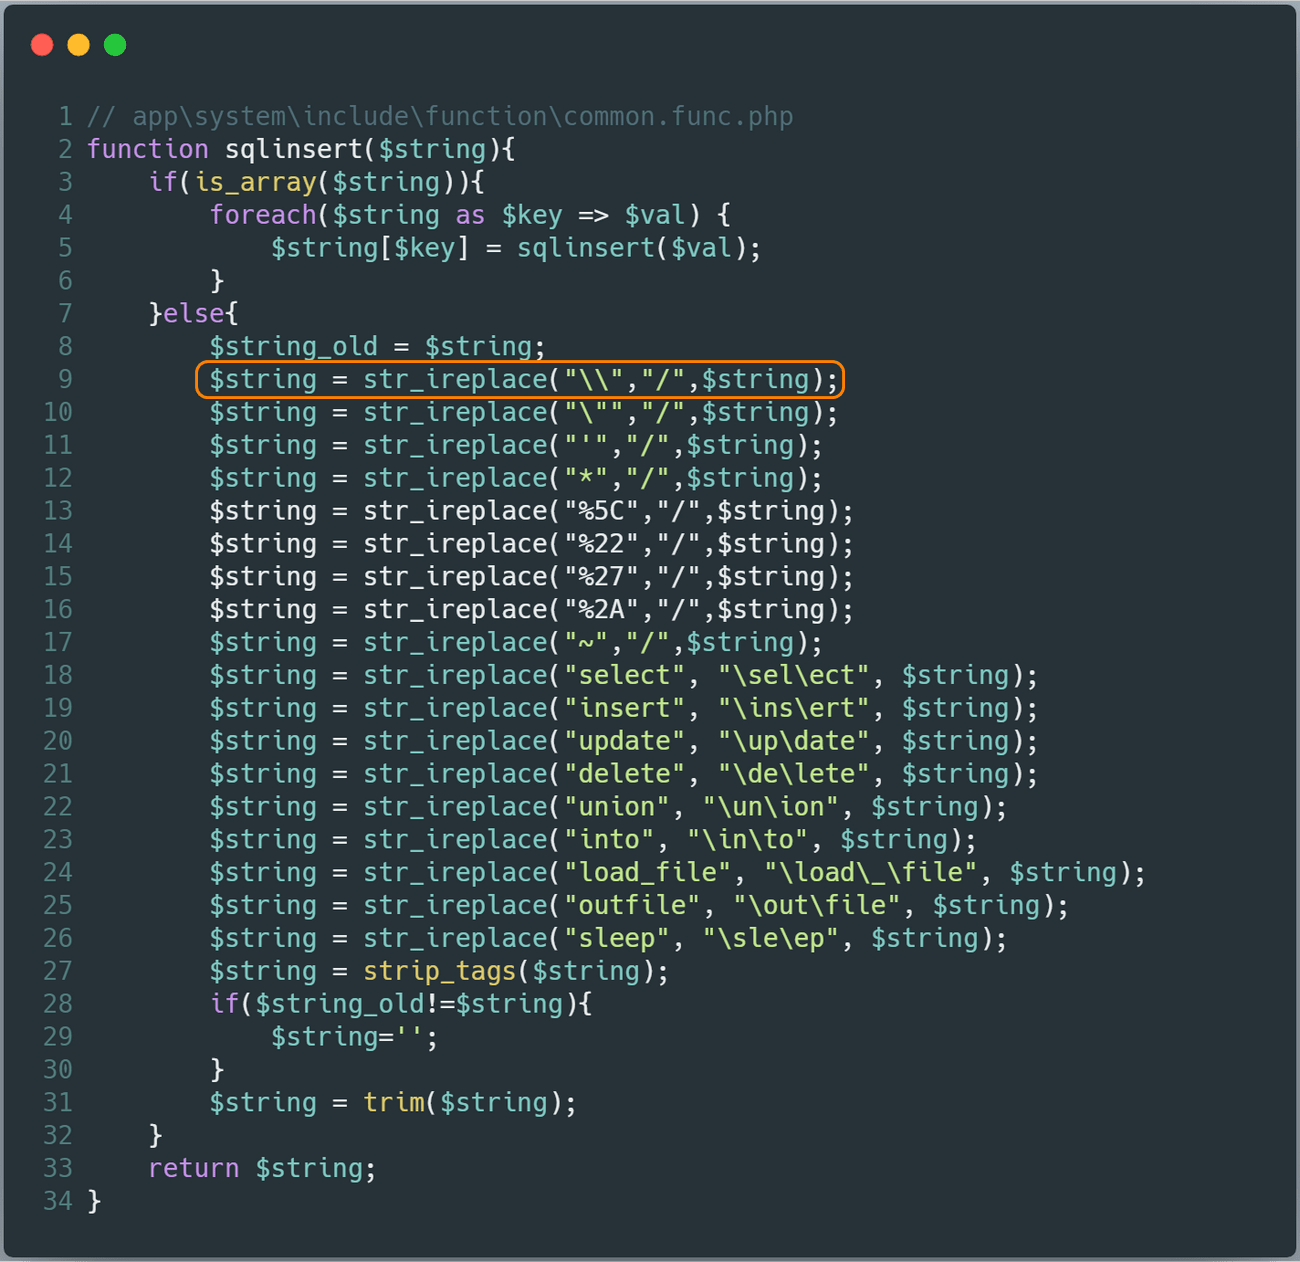 1 // app\system\include\function\common.func.php
2 function sqlinsert($string){
3     if(is_array($string)){
4         foreach($string as $key => $val) {
5             $string[$key] = sqlinsert($val);
6         }
7     }else{
8         $string_old = $string;
9         $string = str_ireplace("\\","/",$string);
10         $string = str_ireplace("\"","/",$string);
11         $string = str_ireplace("'","/",$string);
12         $string = str_ireplace("*","/",$string);
13         $string = str_ireplace("%5C","/",$string);
14         $string = str_ireplace("%22","/",$string);
15         $string = str_ireplace("%27","/",$string);
16         $string = str_ireplace("%2A","/",$string);
17         $string = str_ireplace("~","/",$string);
18         $string = str_ireplace("select", "\sel\ect", $string);
19         $string = str_ireplace("insert", "\ins\ert", $string);
20         $string = str_ireplace("update", "\up\date", $string);
21         $string = str_ireplace("delete", "\de\lete", $string);
22         $string = str_ireplace("union", "\un\ion", $string);
23         $string = str_ireplace("into", "\in\to", $string);
24         $string = str_ireplace("load_file", "\load\_\file", $string);
25         $string = str_ireplace("outfile", "\out\file", $string);
26         $string = str_ireplace("sleep", "\sle\ep", $string);
27         $string = strip_tags($string);
28         if($string_old!=$string){
29             $string='';
30         }
31         $string = trim($string);
32     }
33     return $string;
34 }